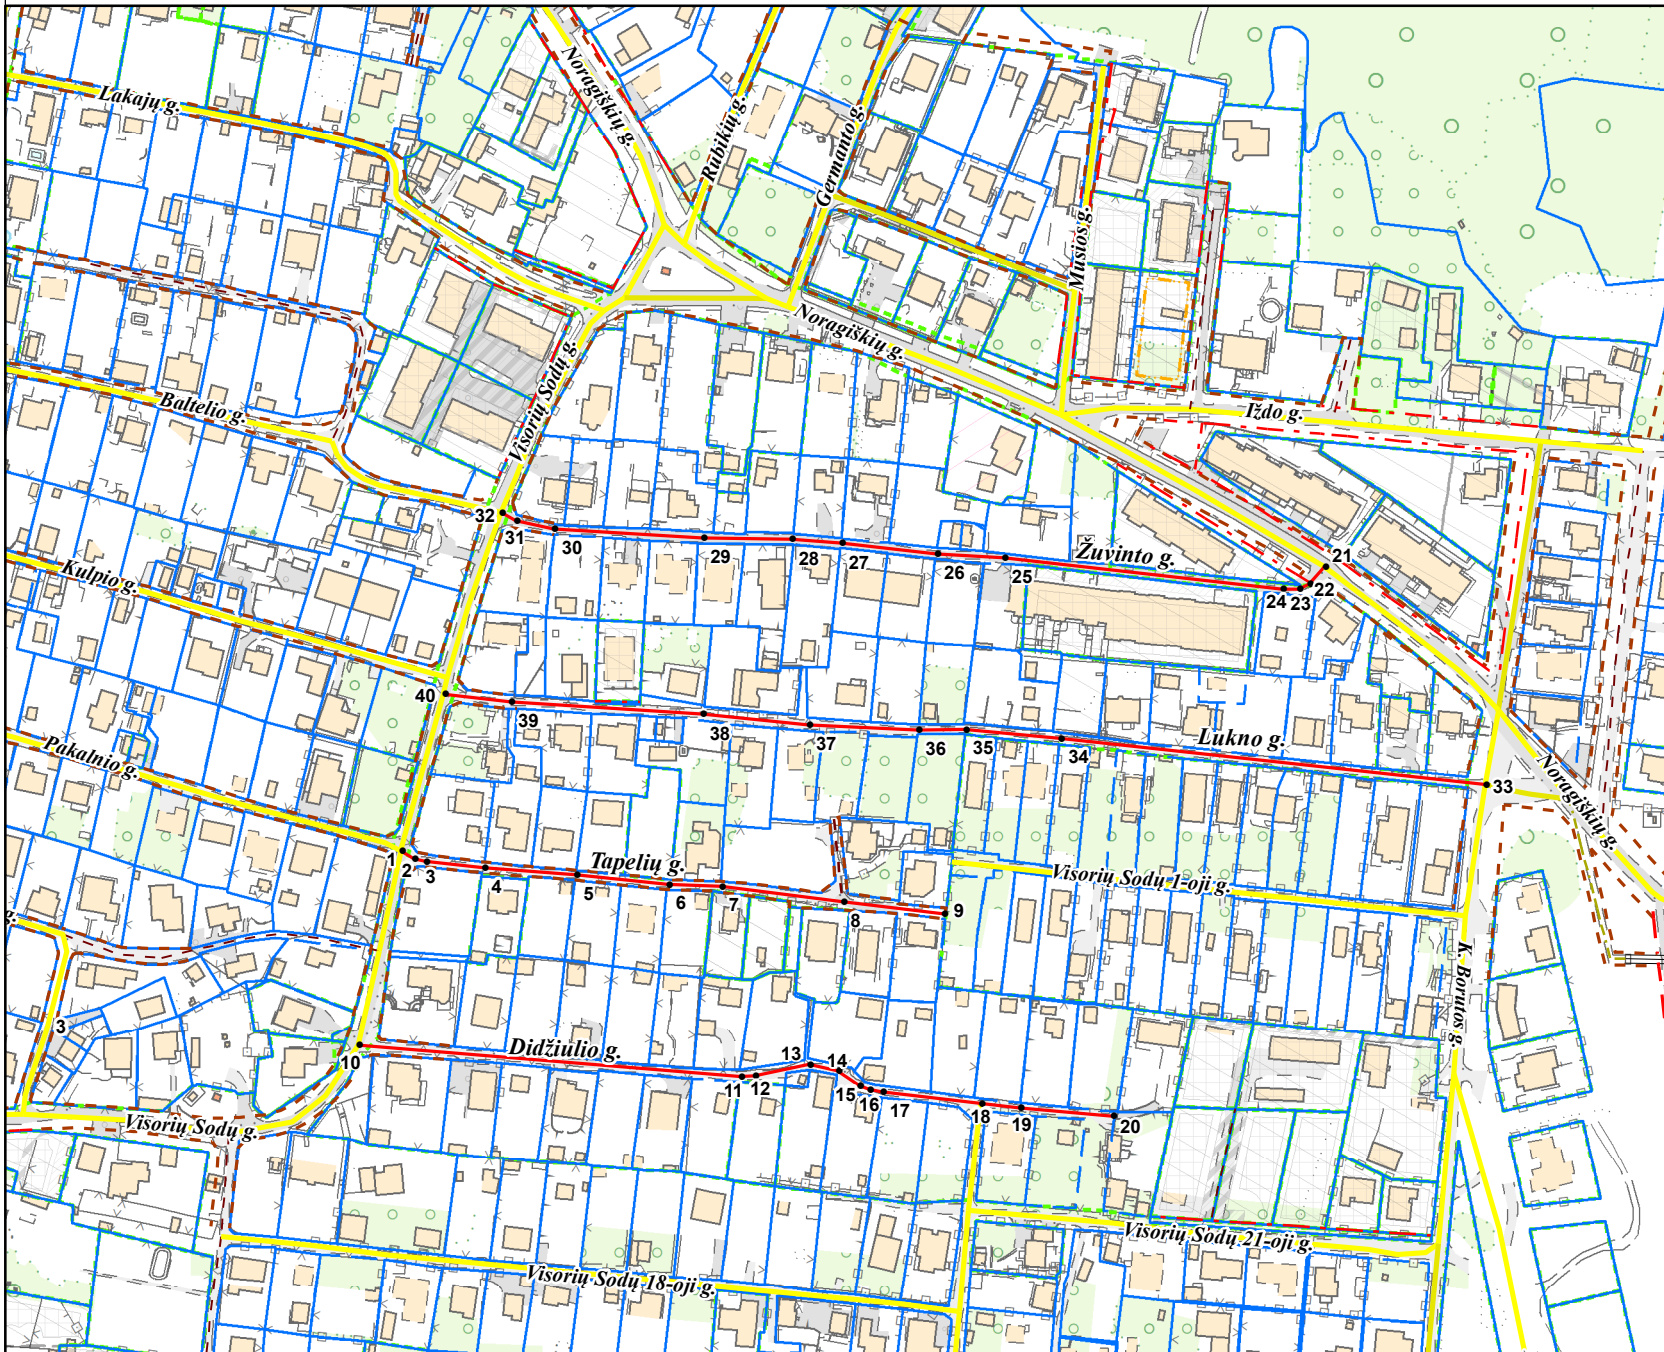 Lakajų g.
Noragiškių g.
Rubikių g.
Germanto g.
Musios g.
Noragiškių g.
Visorių Sodų g.
Baltelio g.
Iždo g.
32
31
30
29
28
27
26
25
Žuvinto g.
24
23
22
21
Kulpio g.
40
39
38
37
36
35
34
Lukno g.
33
Pakalnio g.
Noragiškių g.
1
2
3
4
5
Tapelių g.
6
7
8
9
Visorių Sodų 1-oji g.
g.
K. Borutos g.
3
10
Didžiulio g.
11
12
13
14
15
16
17
18
19
20
Visorių Sodų g.
Visorių Sodų 21-oji g.
Visorių Sodų 18-oji g.